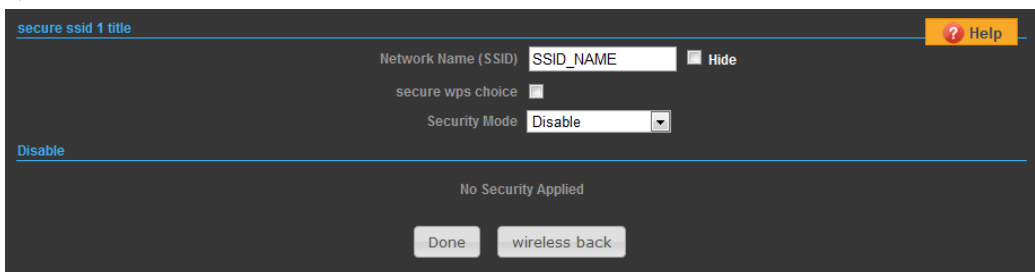 secure ssid 1 title
? Help
Network Name (SSID) SSID_NAME Hide
secure wps choice
Security Mode Disable
Disable
No Security Applied
Done wireless back